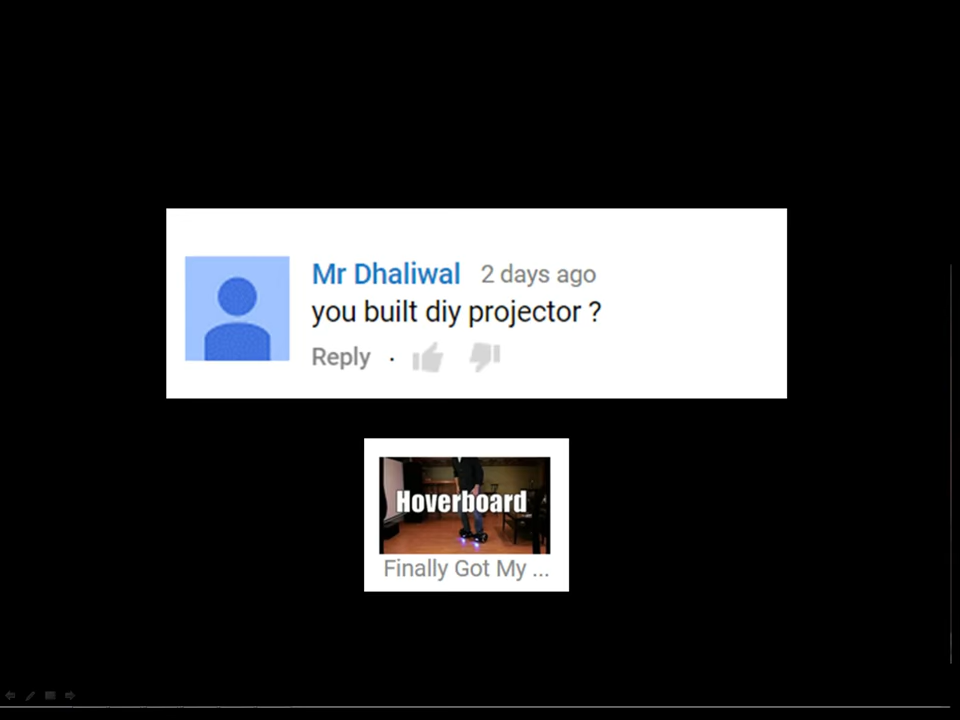 Mr Dhaliwal 2 days ago
you built diy projector ?
Reply ·
Hoverboard
Finally Got My ...